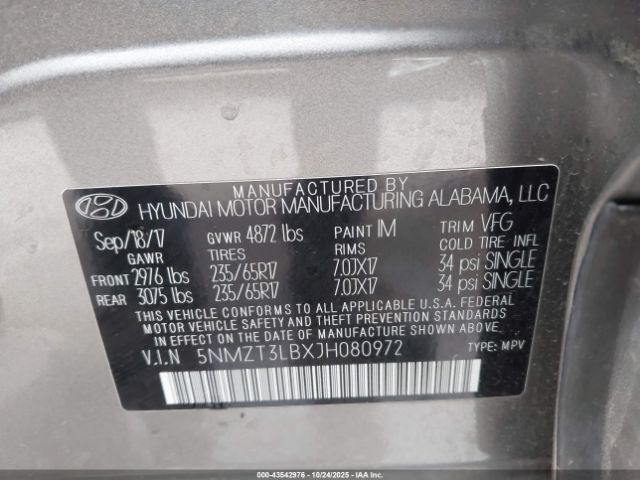 MANUFACTURED BY
HYUNDAI MOTOR MANUFACTURING ALABAMA, LLC
Sep/18/17 GVWR 4872 lbs PAINT IM TRIM VFG
GAWR TIRES RIMS COLD TIRE INFL
FRONT 2976 lbs 235/65R17 7.0JX17 34 psi SINGLE
REAR 3075 lbs 235/65R17 7.0JX17 34 psi SINGLE
THIS VEHICLE CONFORMS TO ALL APPLICABLE U.S.A. FEDERAL
MOTOR VEHICLE SAFETY AND THEFT PREVENTION STANDARDS
IN EFFECT ON THE DATE OF MANUFACTURE SHOWN ABOVE.
V.I.N 5NMZT3LBXJH080972 TYPE: MPV
000-43542976 - 10/24/2025 - IAAI Inc. Copyright